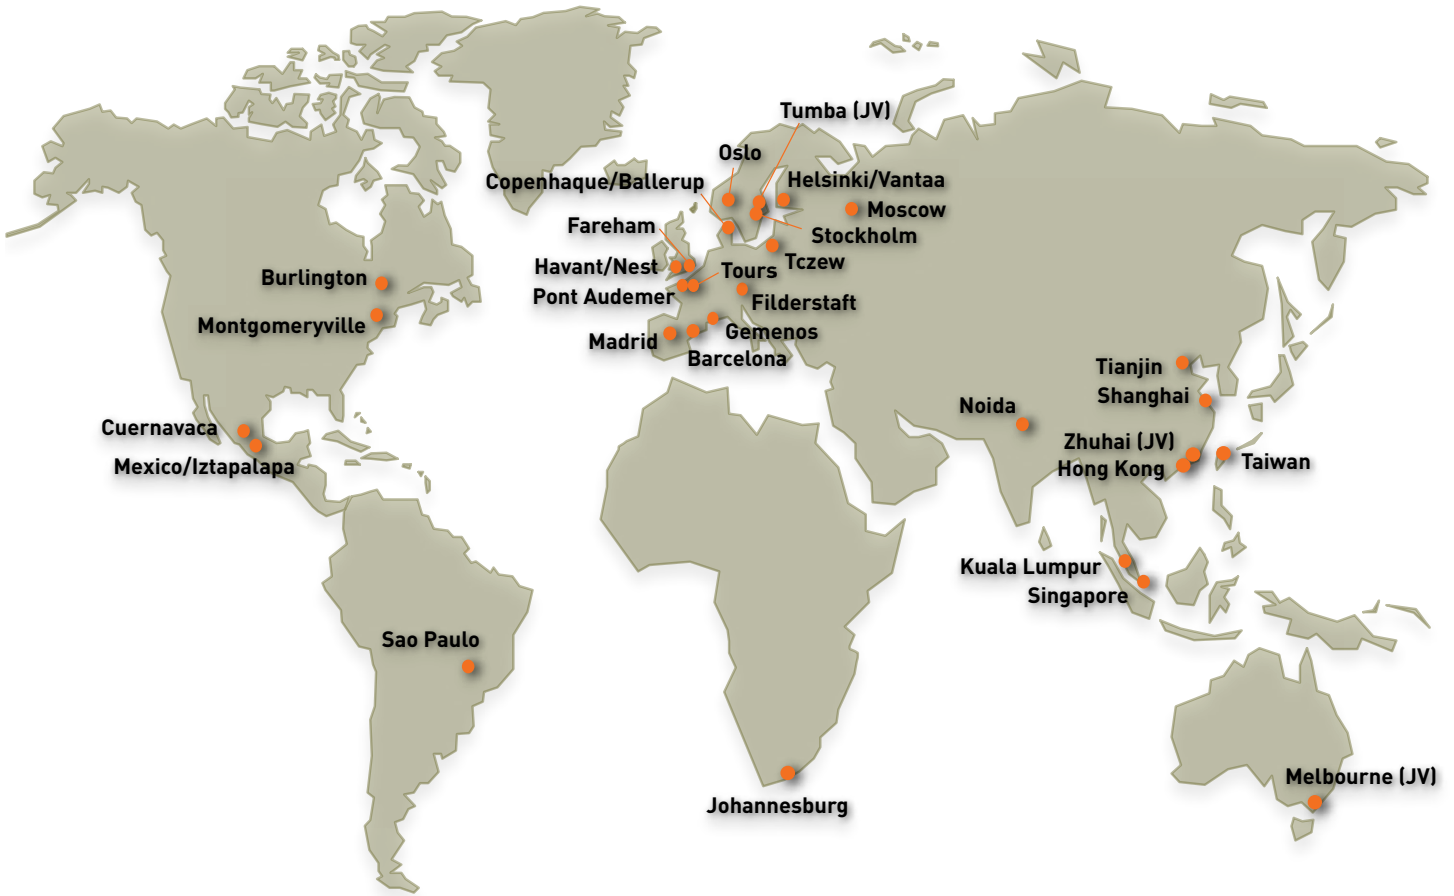 Tumba (JV)
Oslo
Copenhaque/Ballerup
Helsinki/Vantaa
Moscow
Fareham
Stockholm
Havant/Nest
Tours
Tczew
Burlington
Pont Audemer
Filderstaft
Montgomeryville
Gemenos
Madrid
Barcelona
Tianjin
Shanghai
Noida
Cuernavaca
Zhuhai (JV)
Taiwan
Mexico/Iztapalapa
Hong Kong
Kuala Lumpur
Singapore
Sao Paulo
Melbourne (JV)
Johannesburg